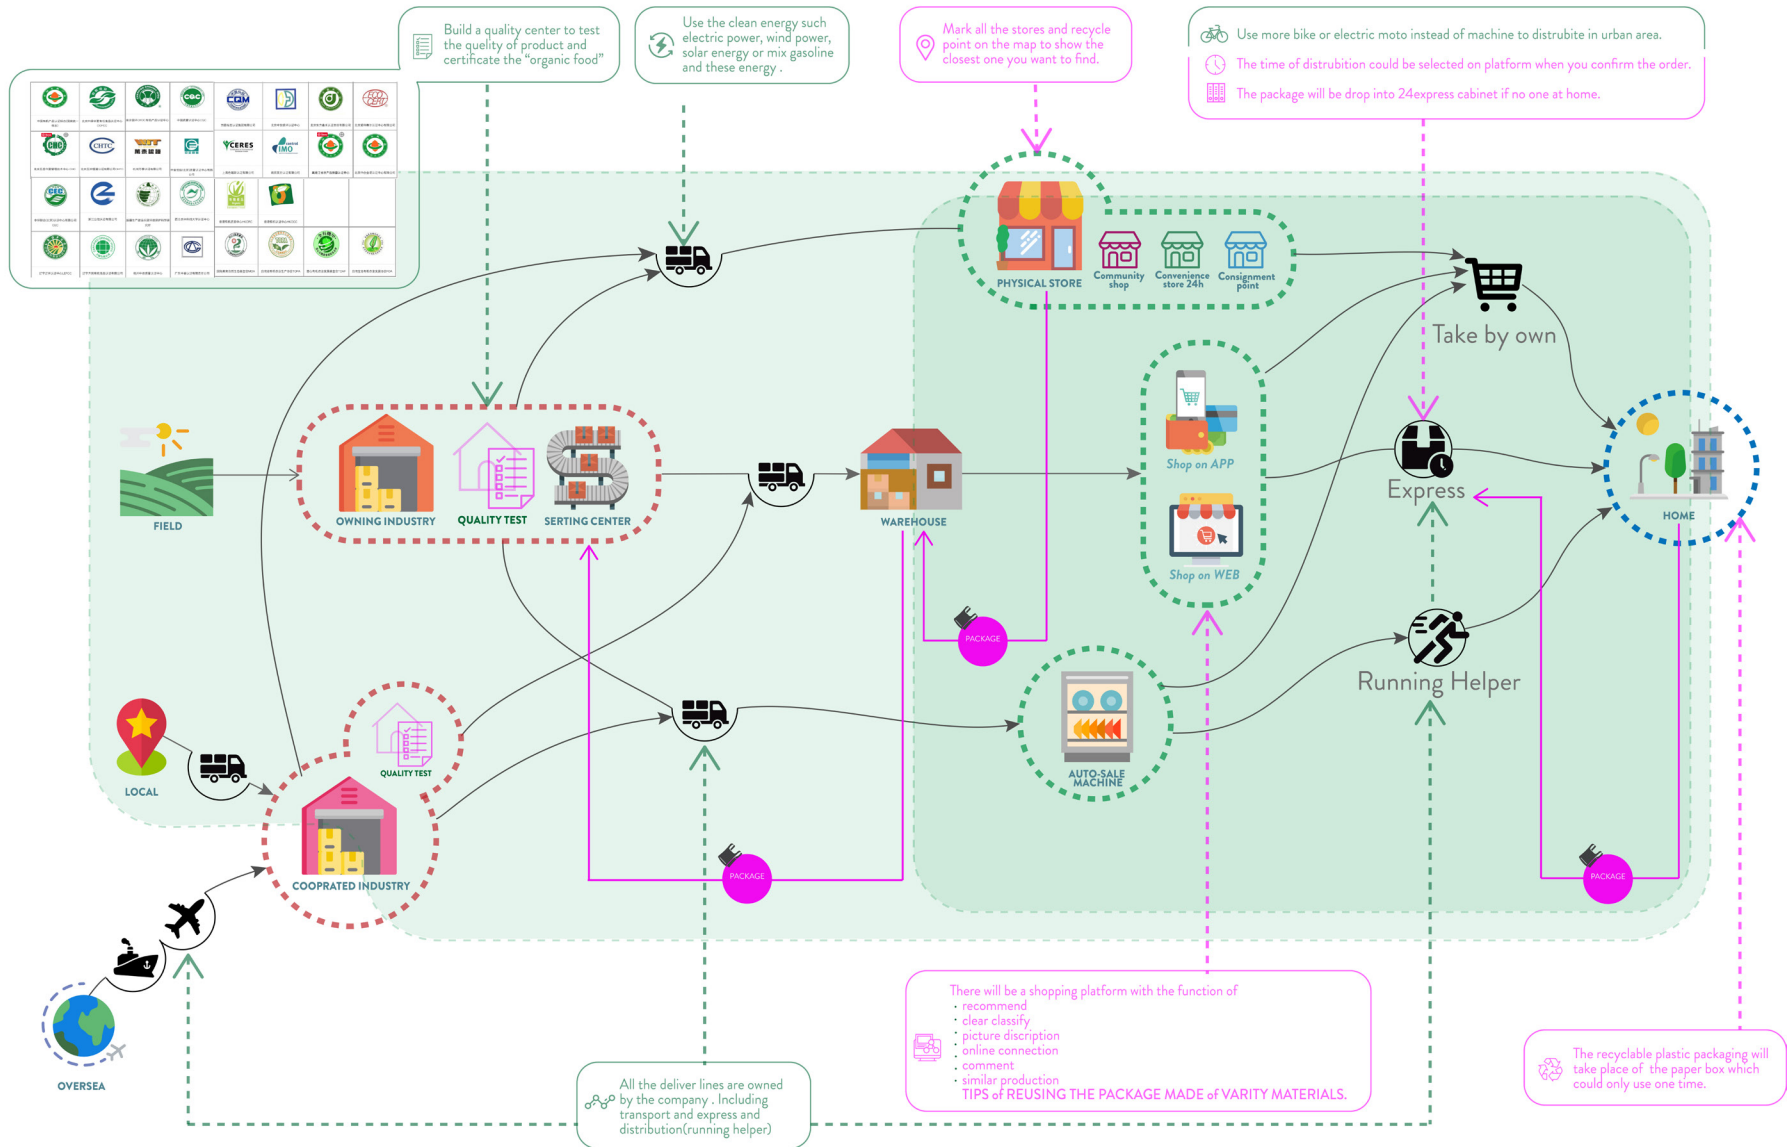 Build a quality center to test
the quelity of product and
certificate the "organic food"
Use the clean energy such
electric power, wind power,
solar energy or mix gasoline
and these energy .
Mark all the stores and recycle
point on the map to show the
closest one you want to find.
Use more bike or electric moto instead of machine to distrubite in urban area.
The time of distrubition could be selected on platform when you confirm the order.
The package will be drop into 24express cabinet if no one at home.
CQC
CQM
ECO CERT
CHC
CHTC
WIT
CERES
IMO
CEC
PHYSICAL STORE
Community
shop
Convenience
store 24h
Consignment
point
Take by own
FIELD
OWNING INDUSTRY
QUALITY TEST
SERTING CENTER
WAREHOUSE
Shop on APP
Shop on WEB
Express
HOME
PACKAGE
Running Helper
LOCAL
QUALITY TEST
COOPRATED INDUSTRY
AUTO-SALE
MACHINE
PACKAGE
PACKAGE
OVERSEA
All the deliver lines are owned
by the company . Including
transport and express and
distribution(running helper)
There will be a shopping platform with the function of
· recommend
· clear classify
· picture discription
· online connection
· comment
· similar production
TIPS of REUSING THE PACKAGE MADE of VARITY MATERIALS.
The recyclable plastic packaging will
take place of the paper box which
could only use one time.